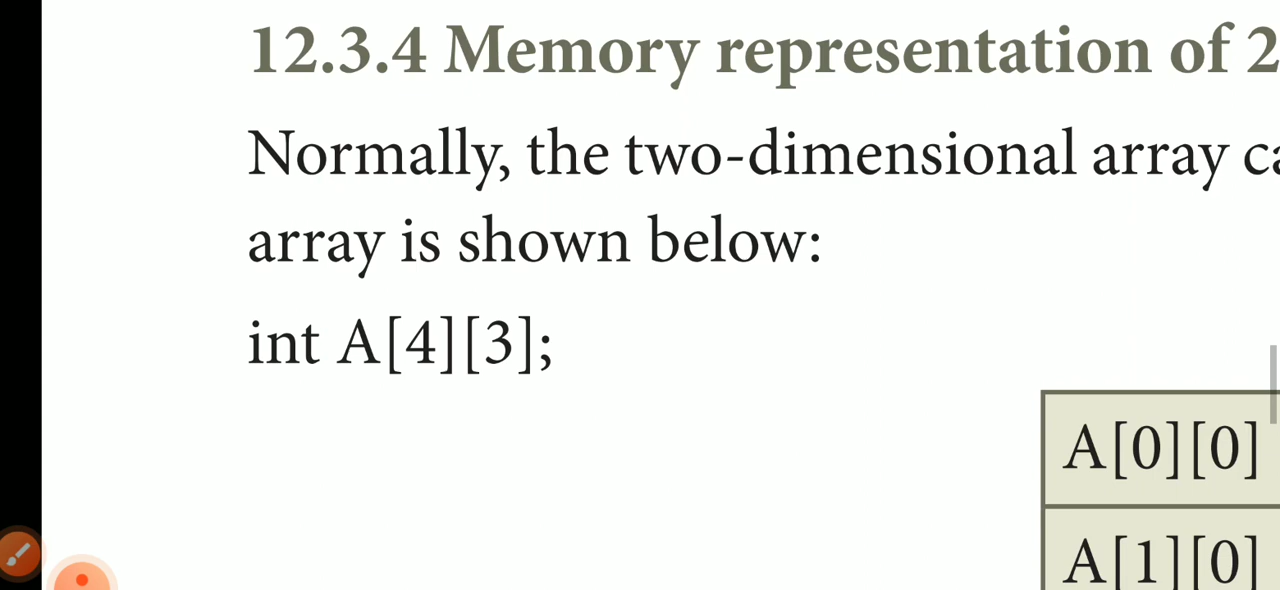 12.3.4 Memory representation of 2
Normally, the two-dimensional array
array is shown below:
int A[4][3];
A[0][0]
A[1][0]